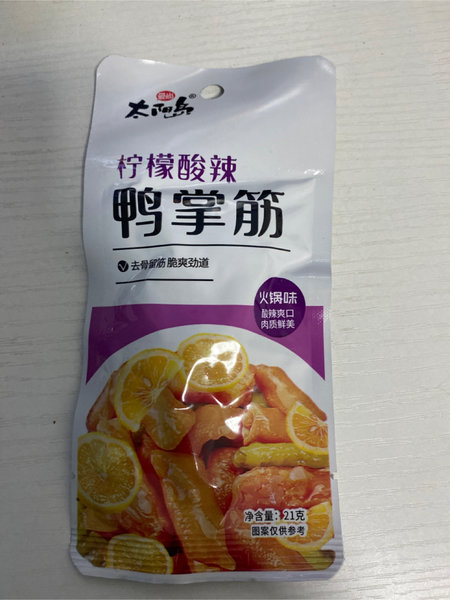 太阳岳®
柠檬酸辣
鸭掌筋
去骨留筋 脆爽劲道
火锅味
酸辣爽口
肉质鲜美
净含量：21克
图案仅供参考